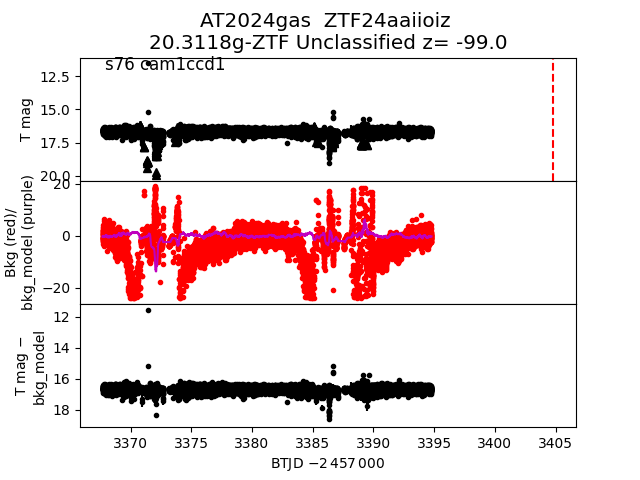 AT2024gas ZTF24aaiioiz
20.3118g-ZTF Unclassified z= -99.0
s76 cam1ccd1
12.5
15.0
17.5
20.0
T mag
20
0
−20
Bkg (red)/
bkg_model (purple)
12
14
16
18
T mag −
bkg_model
3370 3375 3380 3385 3390 3395 3400 3405
BTJD −2 457 000